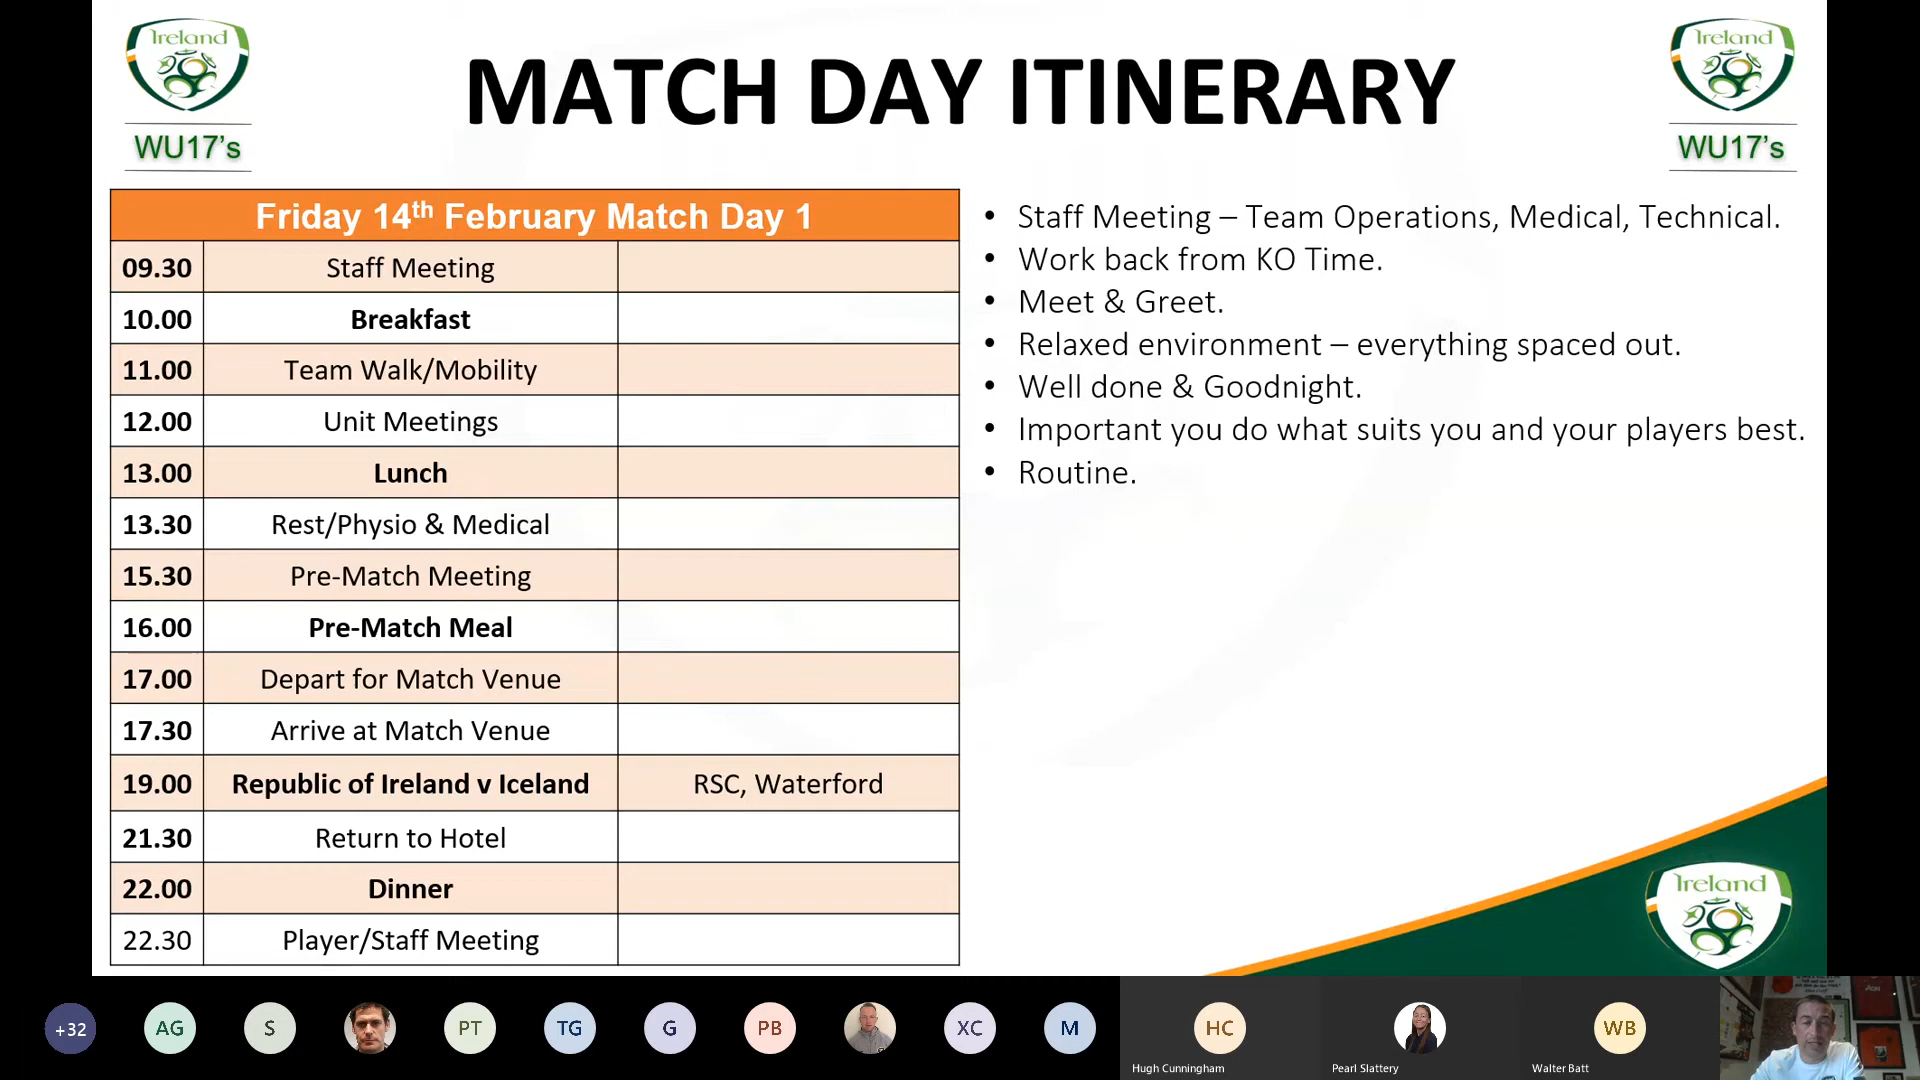 Ireland
WU17's
MATCH DAY ITINERARY
Ireland
WU17's
Friday 14th February Match Day 1
09.30 Staff Meeting
10.00 Breakfast
11.00 Team Walk/Mobility
12.00 Unit Meetings
13.00 Lunch
13.30 Rest/Physio & Medical
15.30 Pre-Match Meeting
16.00 Pre-Match Meal
17.00 Depart for Match Venue
17.30 Arrive at Match Venue
19.00 Republic of Ireland v Iceland RSC, Waterford
21.30 Return to Hotel
22.00 Dinner
22.30 Player/Staff Meeting
• Staff Meeting – Team Operations, Medical, Technical.
• Work back from KO Time.
• Meet & Greet.
• Relaxed environment – everything spaced out.
• Well done & Goodnight.
• Important you do what suits you and your players best.
• Routine.
Ireland
+32 AG S PT TG G PB XC M HC WB
Hugh Cunningham Pearl Slattery Walter Batt